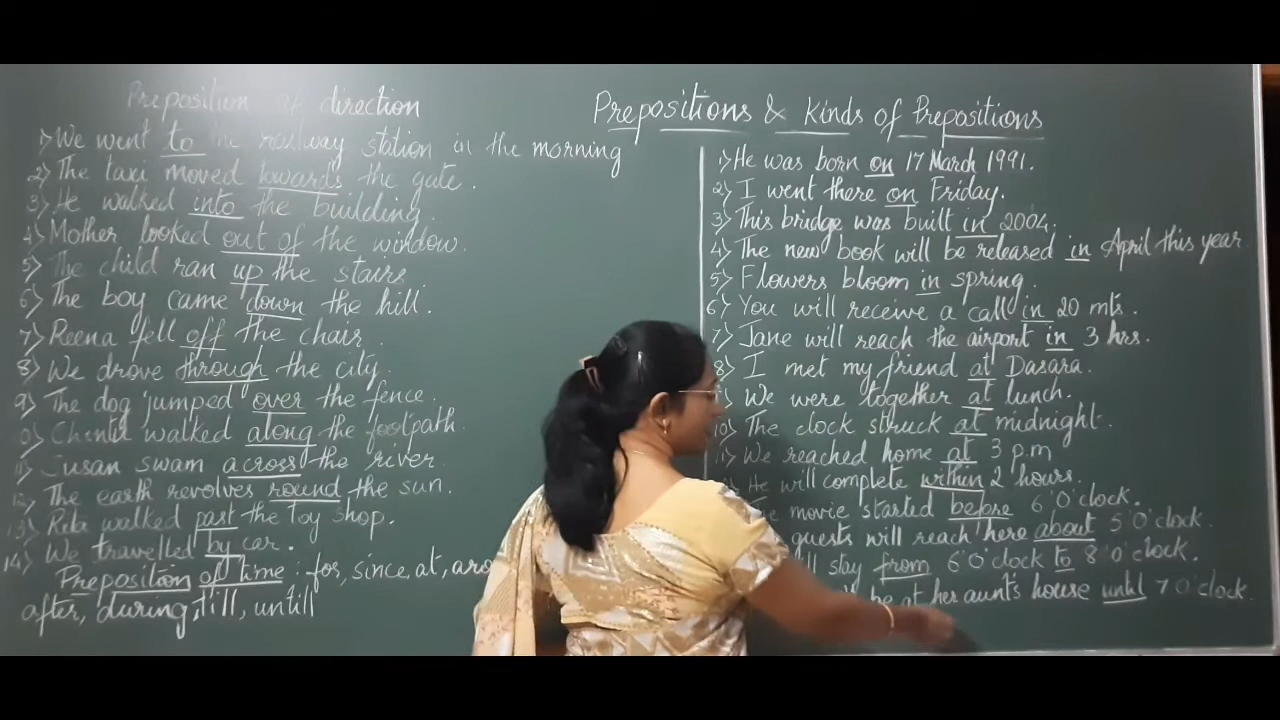 Preposition of direction
1) We went to the railway station in the morning
2) The taxi moved towards the gate.
3) He walked into the building.
4) Mother looked out of the window.
5) The child ran up the stairs
6) The boy came down the hill.
7) Reena fell off the chair.
8) We drove through the city.
9) The dog jumped over the fence.
walked along the footpath.
11) Susan swam across the river.
12) The earth revolves round the sun.
13) Rita walked past the Toy shop.
14) We travelled by car.
Preposition of time: for, since, at,
after, during, till, untill
Prepositions & Kinds of Prepositions
1) He was born on 17 March 1991.
2) I went there on Friday.
3) This bridge was built in 2004.
4) The new book will be released in April this year.
5) Flowers bloom in spring.
6) You will receive a call in 20 mts.
7) Jane will reach the airport in 3 hrs.
8) I met my friend at Dasara.
We were together at lunch.
10) The clock struck at midnight.
We reached home at 3 p.m
He will complete within 2 hours.
movie started before 6'O'clock.
guests will reach here about 5'O'clock.
stay from 6'O'clock to 8'O'clock.
be at her aunt's house until 7'O'clock.